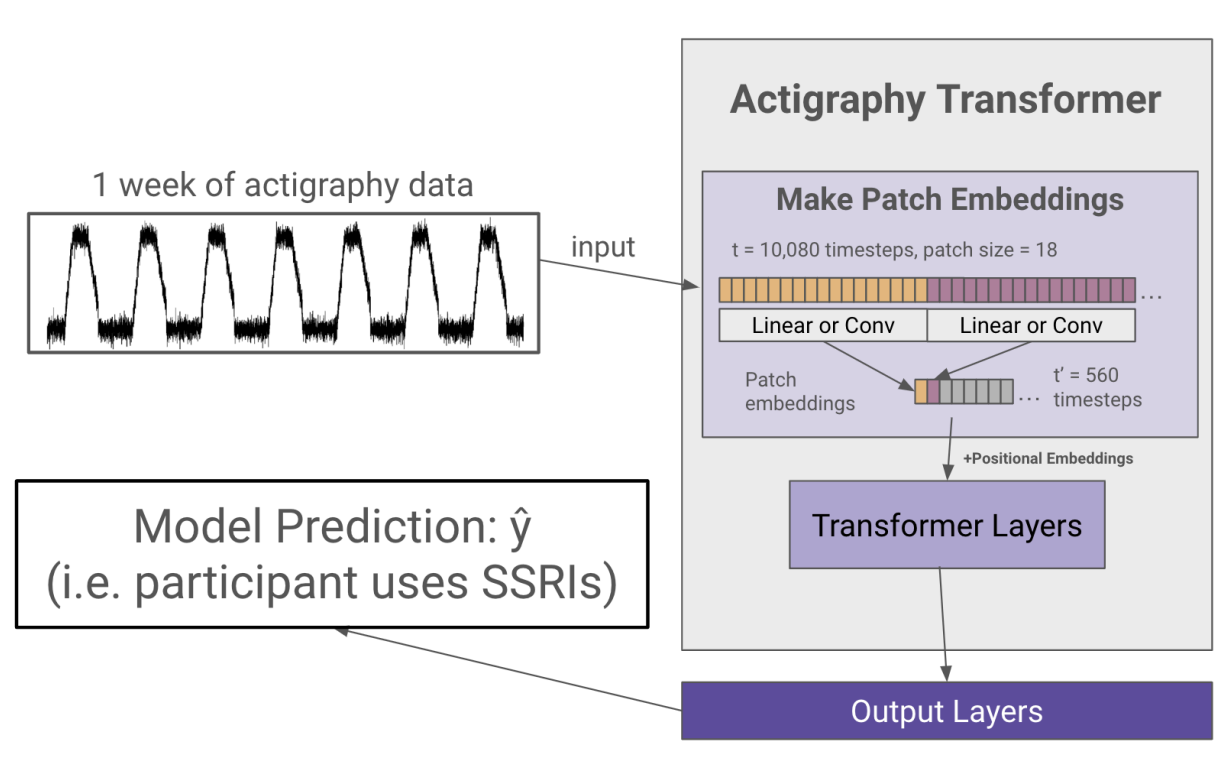 Actigraphy Transformer
1 week of actigraphy data
input
Make Patch Embeddings
t = 10,080 timesteps, patch size = 18
...
Linear or Conv
Linear or Conv
Patch
embeddings
...
t’ = 560
timesteps
+Positional Embeddings
Transformer Layers
Output Layers
Model Prediction: ŷ
(i.e. participant uses SSRIs)